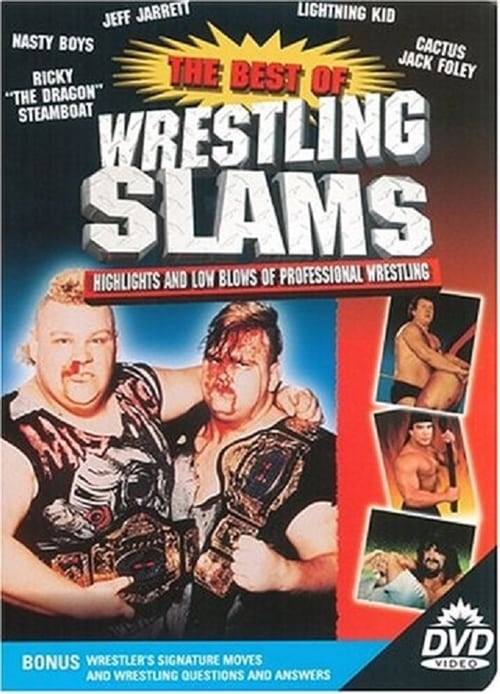 JEFF JARRETT
LIGHTNING KID
NASTY BOYS
CACTUS
JACK FOLEY
RICKY
"THE DRAGON"
STEAMBOAT
THE BEST OF
WRESTLING
SLAMS
HIGHLIGHTS AND LOW BLOWS OF PROFESSIONAL WRESTLING
DVD
VIDEO
BONUS WRESTLER'S SIGNATURE MOVES
AND WRESTLING QUESTIONS AND ANSWERS